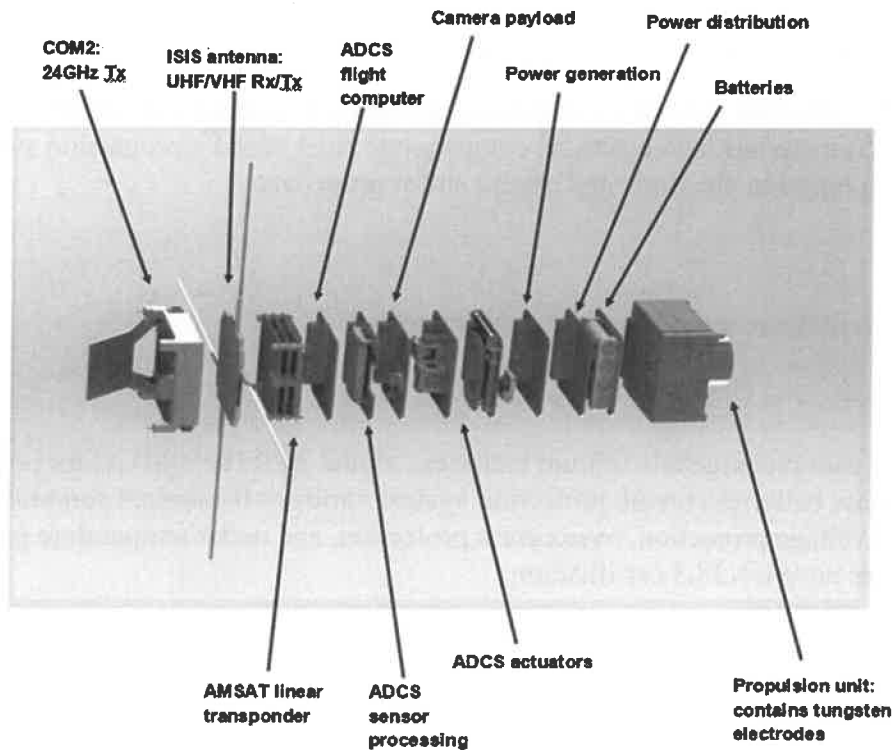 Camera payload
Power distribution
COM2:
24GHz Tx
ISIS antenna:
UHF/VHF Rx/Tx
ADCS
flight
computer
Power generation
Batteries
AMSAT linear
transponder
ADCS
sensor
processing
ADCS actuators
Propulsion unit:
contains tungsten
electrodes